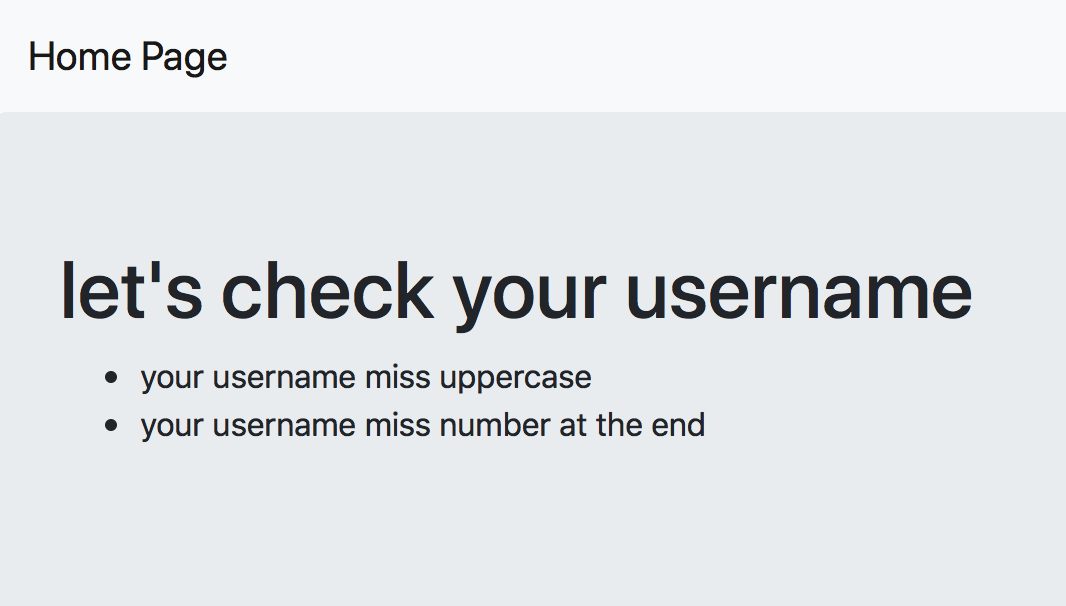 Home Page
let's check your username
• your username miss uppercase
• your username miss number at the end